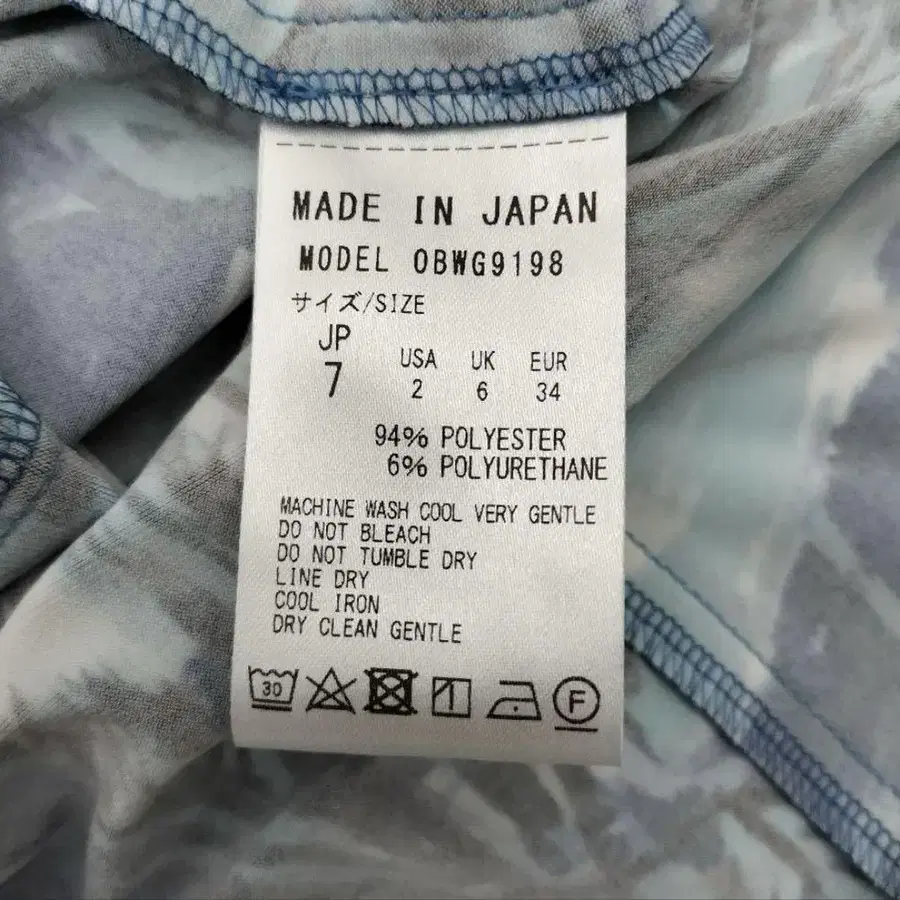 MADE IN JAPAN
MODEL OBWG9198
サイズ/SIZE
JP USA UK EUR
7 2 6 34
94% POLYESTER
6% POLYURETHANE
MACHINE WASH COOL VERY GENTLE
DO NOT BLEACH
DO NOT TUMBLE DRY
LINE DRY
COOL IRON
DRY CLEAN GENTLE
30 F